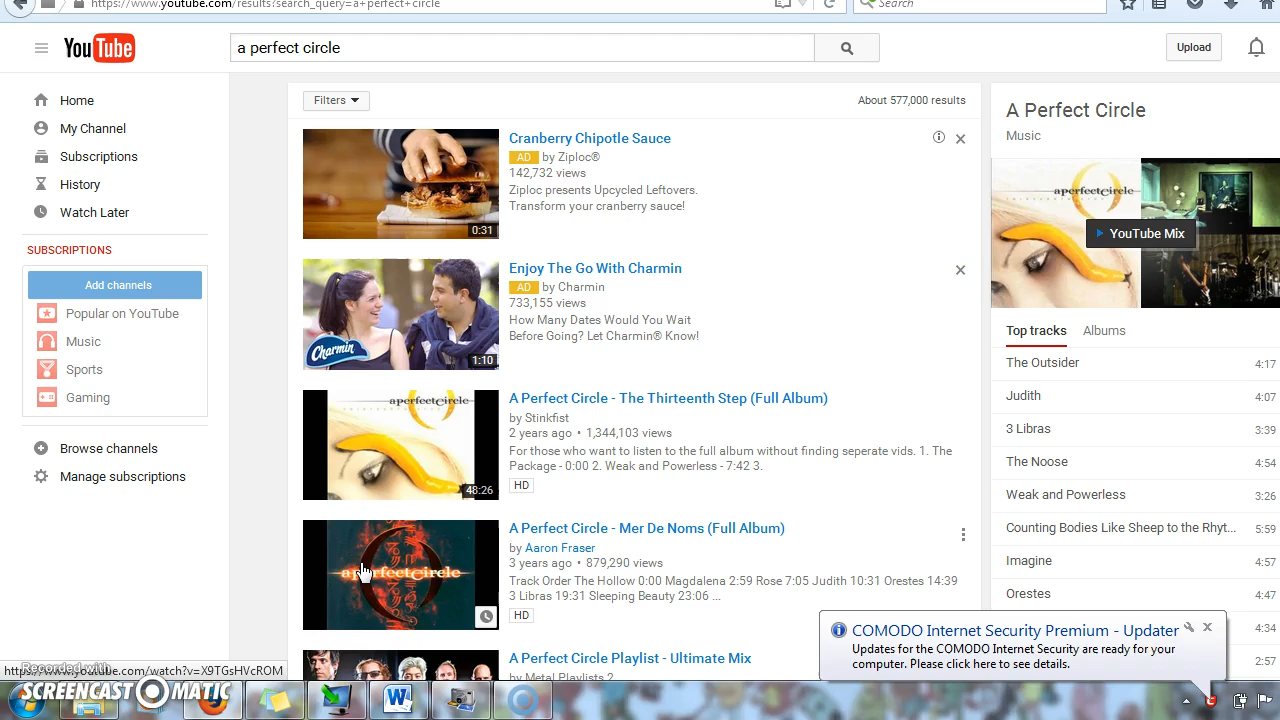 https://www.youtube.com/results?search_query=a+perfect+circle
Search
YouTube
a perfect circle
Upload
Home
My Channel
Subscriptions
History
Watch Later
SUBSCRIPTIONS
Add channels
Popular on YouTube
Music
Sports
Gaming
Browse channels
Manage subscriptions
Filters
About 577,000 results
Cranberry Chipotle Sauce
AD by Ziploc®
142,732 views
Ziploc presents Upcycled Leftovers.
Transform your cranberry sauce!
0:31
Enjoy The Go With Charmin
AD by Charmin
733,155 views
How Many Dates Would You Wait
Before Going? Let Charmin® Know!
Charmin
1:10
A Perfect Circle - The Thirteenth Step (Full Album)
by Stinkfist
2 years ago • 1,344,103 views
For those who want to listen to the full album without finding seperate vids. 1. The
Package - 0:00 2. Weak and Powerless - 7:42 3.
HD
aperfectcircle
48:26
A Perfect Circle - Mer De Noms (Full Album)
by Aaron Fraser
3 years ago • 879,290 views
Track Order The Hollow 0:00 Magdalena 2:59 Rose 7:05 Judith 10:31 Orestes 14:39
3 Libras 19:31 Sleeping Beauty 23:06 ...
HD
aperfectcircle
A Perfect Circle Playlist - Ultimate Mix
by Metal Playlists 2
A Perfect Circle
Music
aperfectcircle
YouTube Mix
Top tracks
Albums
The Outsider 4:17
Judith 4:07
3 Libras 3:39
The Noose 4:54
Weak and Powerless 3:26
Counting Bodies Like Sheep to the Rhyt... 5:59
Imagine 4:57
Orestes 4:47
4:34
2:57
COMODO Internet Security Premium - Updater
Updates for the COMODO Internet Security are ready for your
computer. Please click here to see details.
https://www.youtube.com/watch?v=X9TGsHVcROM
Recorded with
SCREENCAST MATIC